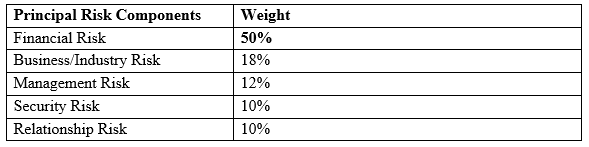 Principal Risk Components Weight
Financial Risk 50%
Business/Industry Risk 18%
Management Risk 12%
Security Risk 10%
Relationship Risk 10%